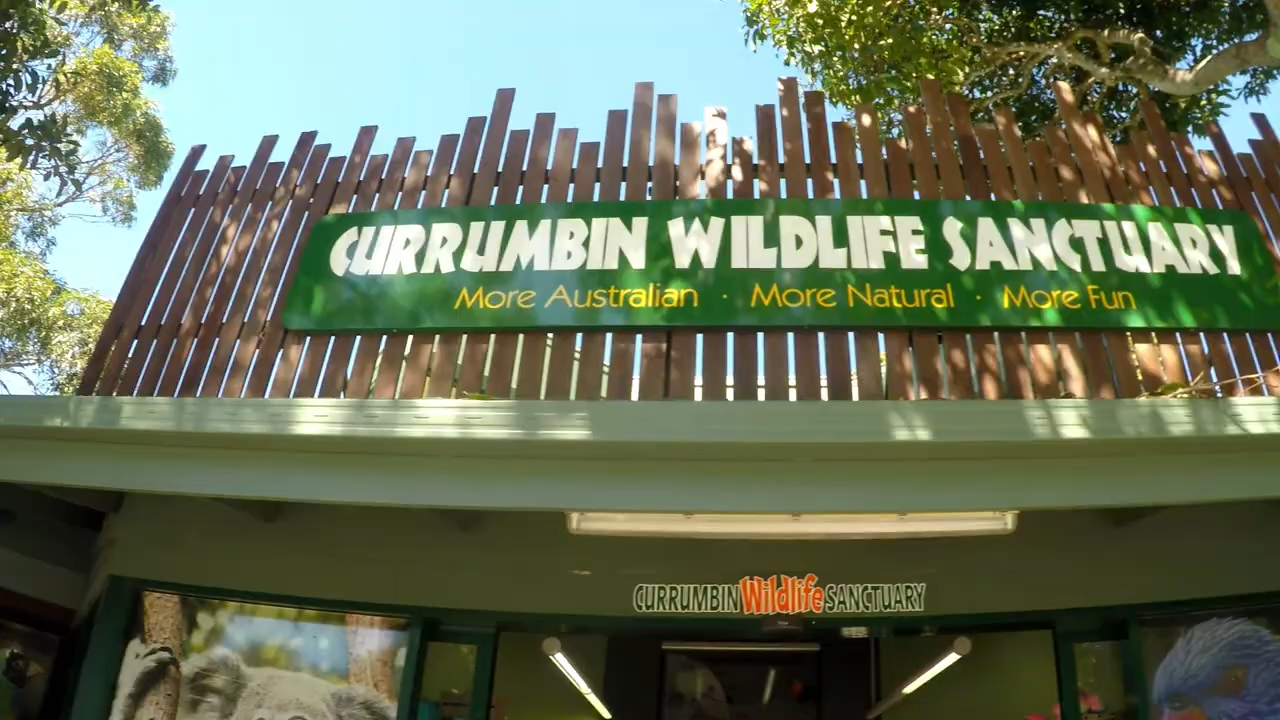 CURRUMBIN WILDLIFE SANCTUARY
More Australian · More Natural · More Fun
CURRUMBIN Wildlife SANCTUARY